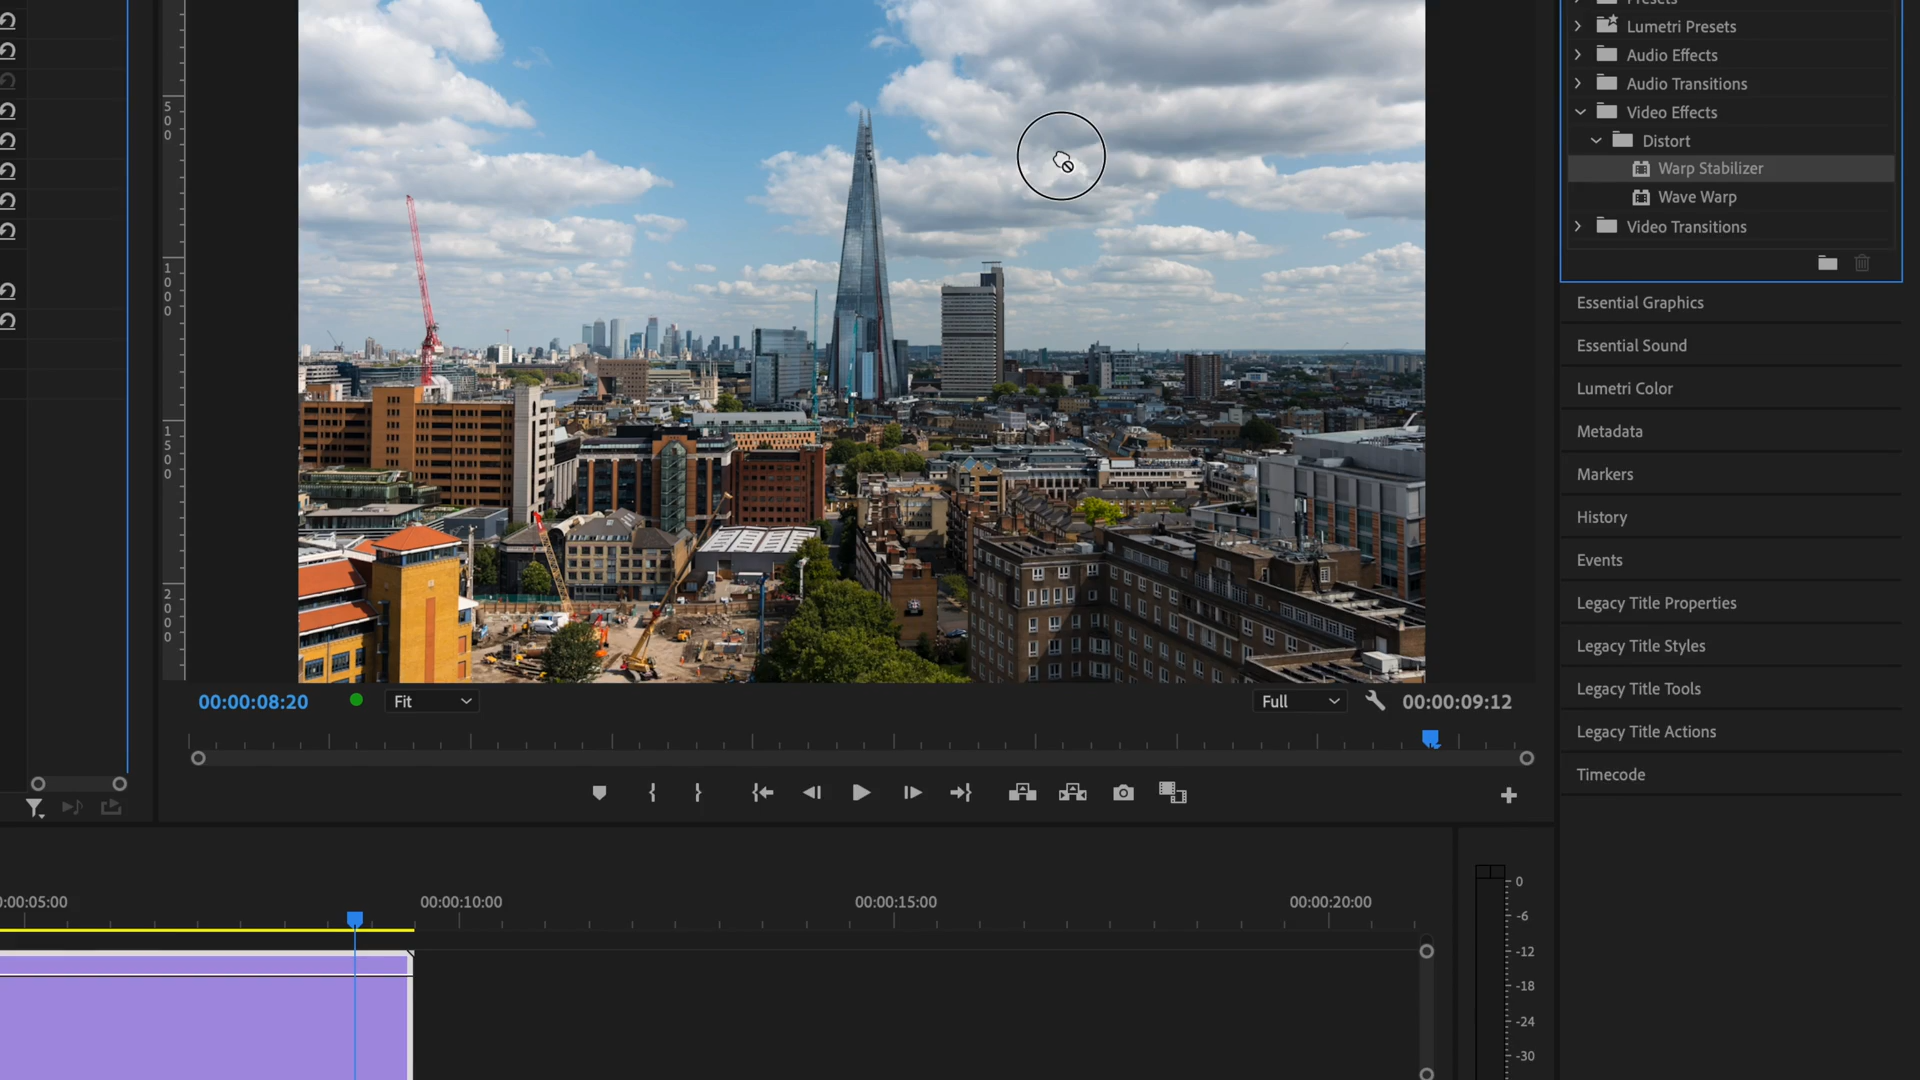 Presets
Lumetri Presets
Audio Effects
Audio Transitions
Video Effects
Distort
Warp Stabilizer
Wave Warp
Video Transitions
Essential Graphics
Essential Sound
Lumetri Color
Metadata
Markers
History
Events
Legacy Title Properties
Legacy Title Styles
Legacy Title Tools
Legacy Title Actions
Timecode
500
1000
1500
2000
00:00:08:20
Fit
Full
00:00:09:12
0:00:05:00
00:00:10:00
00:00:15:00
00:00:20:00
0
-6
-12
-18
-24
-30